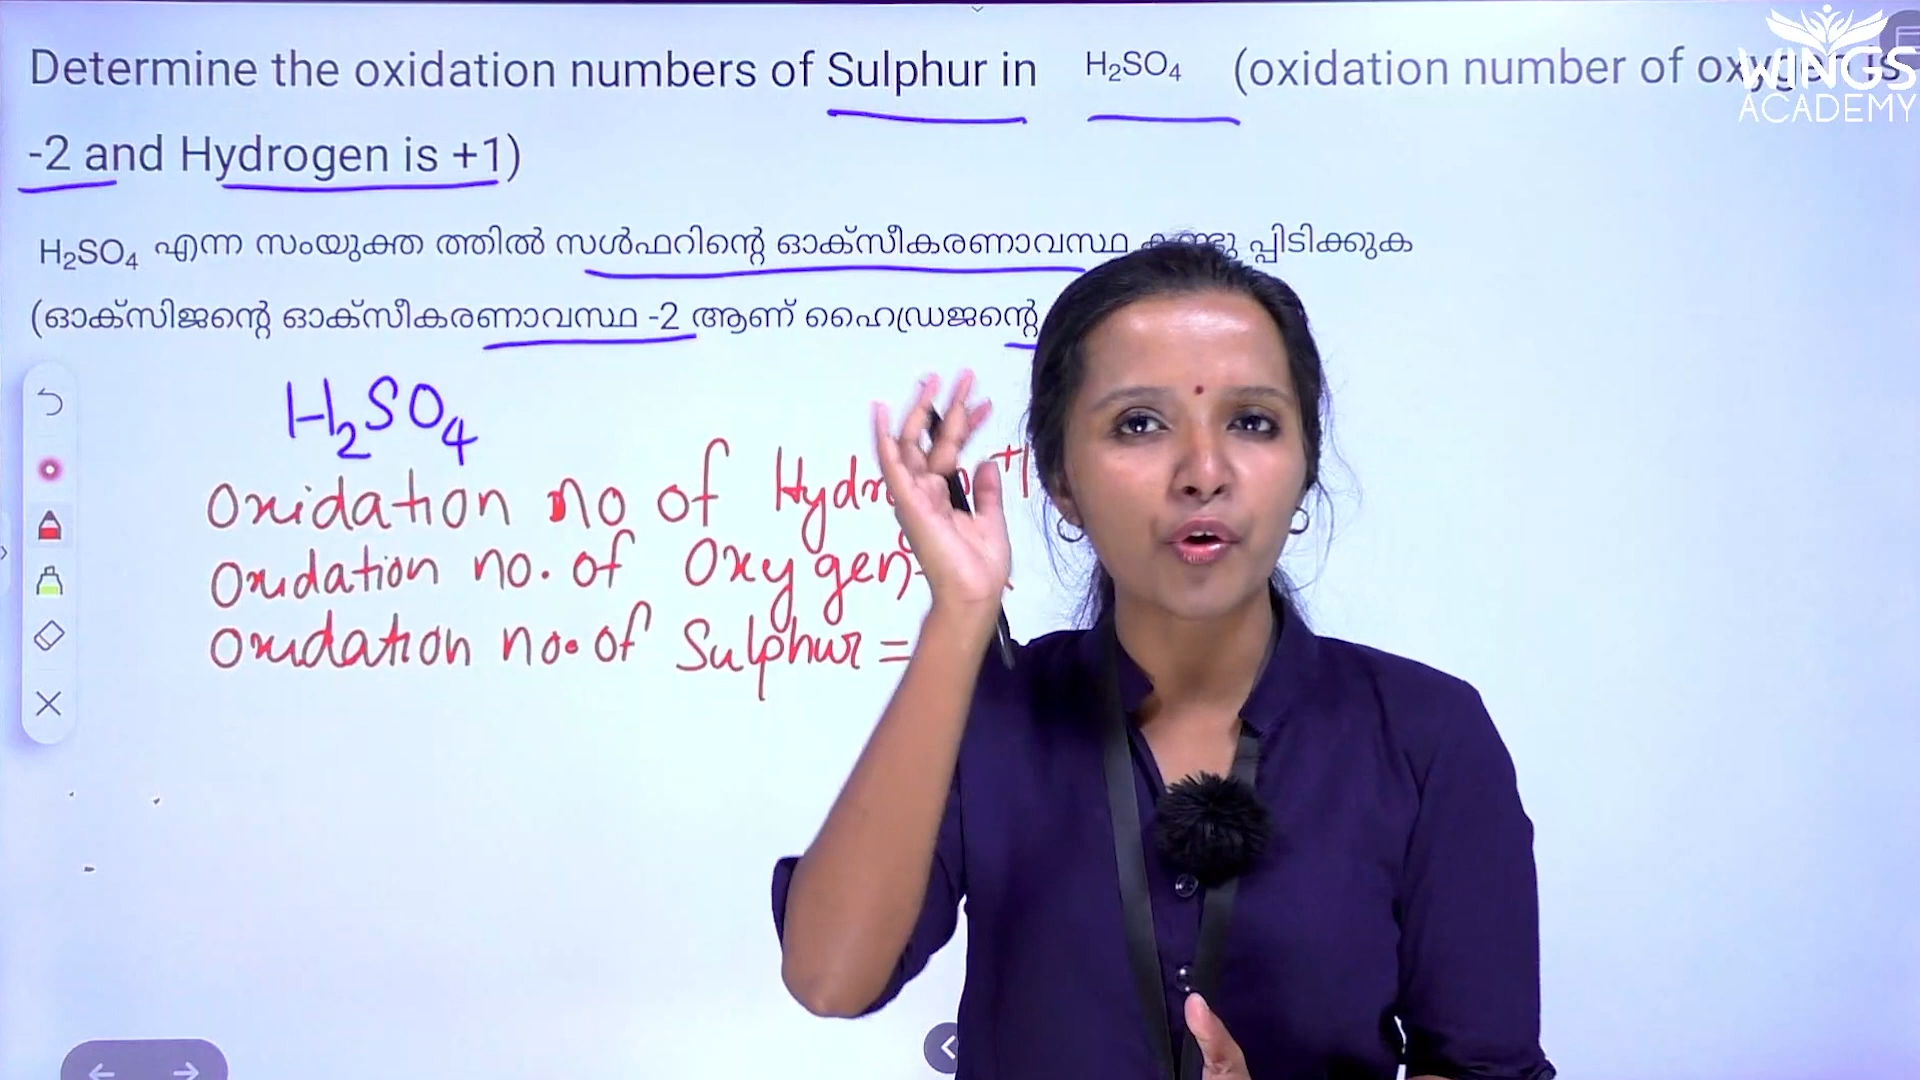 Determine the oxidation numbers of Sulphur in H₂SO₄ (oxidation number of is
-2 and Hydrogen is +1)
H₂SO₄ എന്ന സംയുക്ത ത്തിൽ സൾഫറിന്റെ ഓക്സീകരണാവസ്ഥ പ്പിടിക്കുക
(ഓക്സിജന്റെ ഓക്സീകരണാവസ്ഥ -2 ആണ് ഹൈഡ്രജന്റെ
H₂SO₄
Oxidation no of +1
Oxidation no. of Oxygen
Oxidation no. of Sulphur =
WINGS
ACADEMY